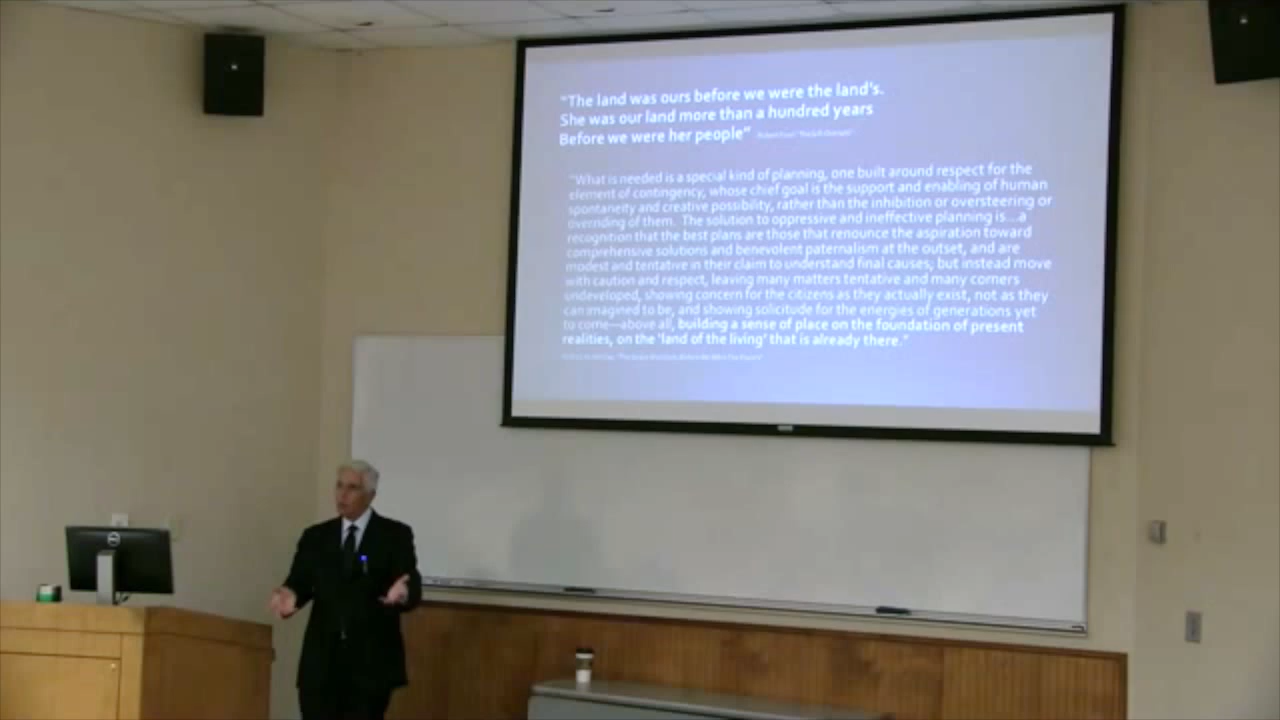 “The land was ours before we were the land's.
She was our land more than a hundred years
Before we were her people” Robert Frost "The Gift Outright"
“What is needed is a special kind of planning, one built around respect for the
element of contingency, whose chief goal is the support and enabling of human
spontaneity and creative possibility, rather than the inhibition or oversteering or
overriding of them. The solution to oppressive and ineffective planning is...a
recognition that the best plans are those that renounce the aspiration toward
comprehensive solutions and benevolent paternalism at the outset, and are
modest and tentative in their claim to understand final causes, but instead move
with caution and respect, leaving many matters tentative and many corners
undeveloped, showing concern for the citizens as they actually exist, not as they
can imagined to be, and showing solicitude for the energies of generations yet
to come—above all, building a sense of place on the foundation of present
realities, on the ‘land of the living’ that is already there.”
DELL